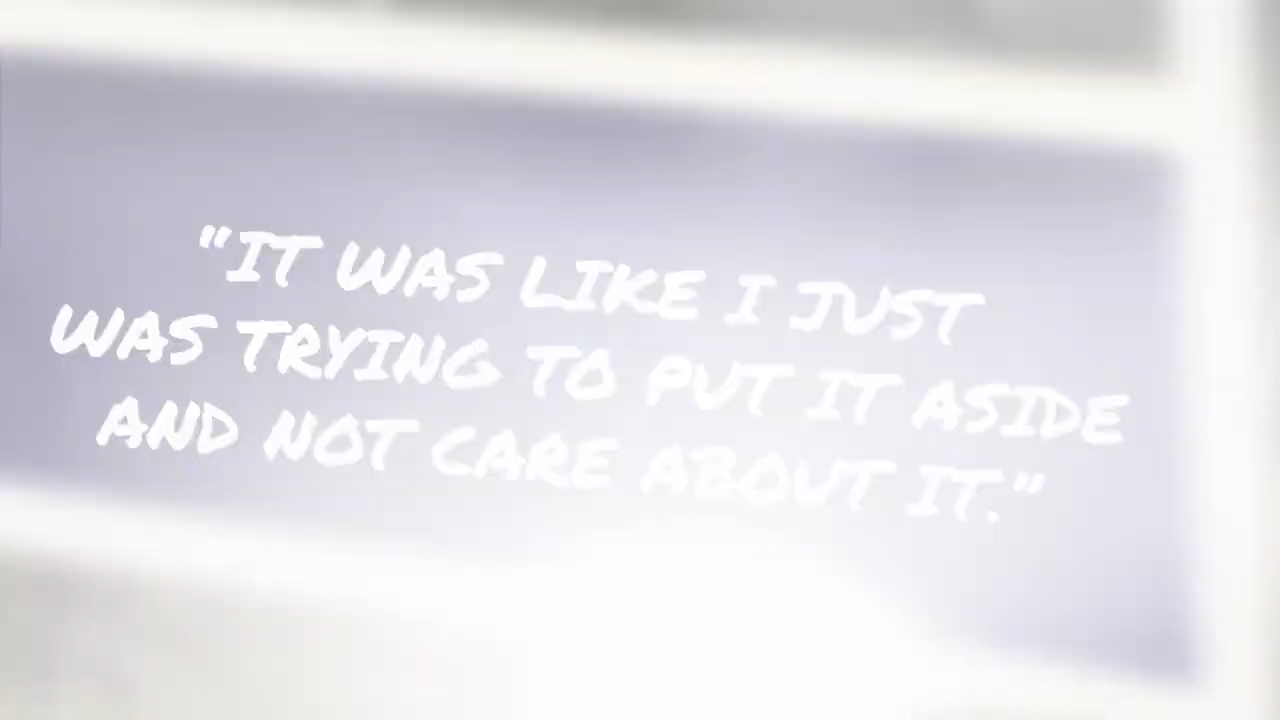 "IT WAS LIKE I JUST
WAS TRYING TO PUT IT ASIDE
AND NOT CARE ABOUT IT."